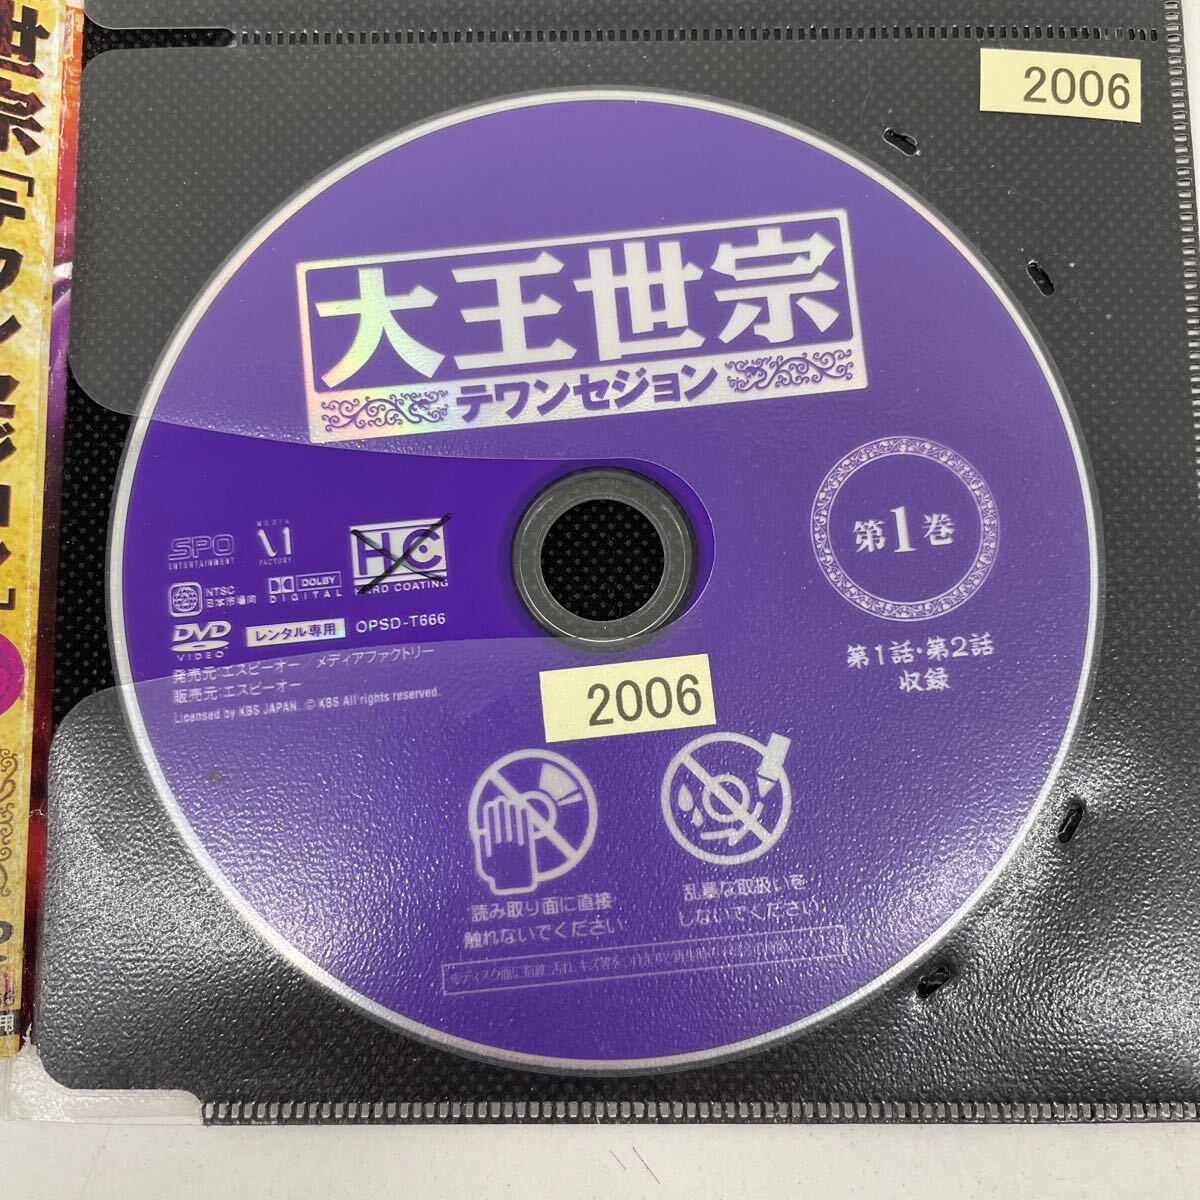 世宗「テワンセジョン」
2006
大王世宗
テワンセジョン
第1巻
第1話・第2話
収録
SPO
ENTERTAINMENT
MEDIA
FACTORY
HC
HARD COATING
2
NTSC
日本市場向
DOLBY
DIGITAL
DVD
VIDEO
レンタル専用
OPSD-T666
発売元:エスピーオー／メディアファクトリー
販売元:エスピーオー
Licensed by KBS JAPAN. © KBS All rights reserved.
2006
読み取り面に直接
触れないでください
乱暴な取扱いを
しないでください